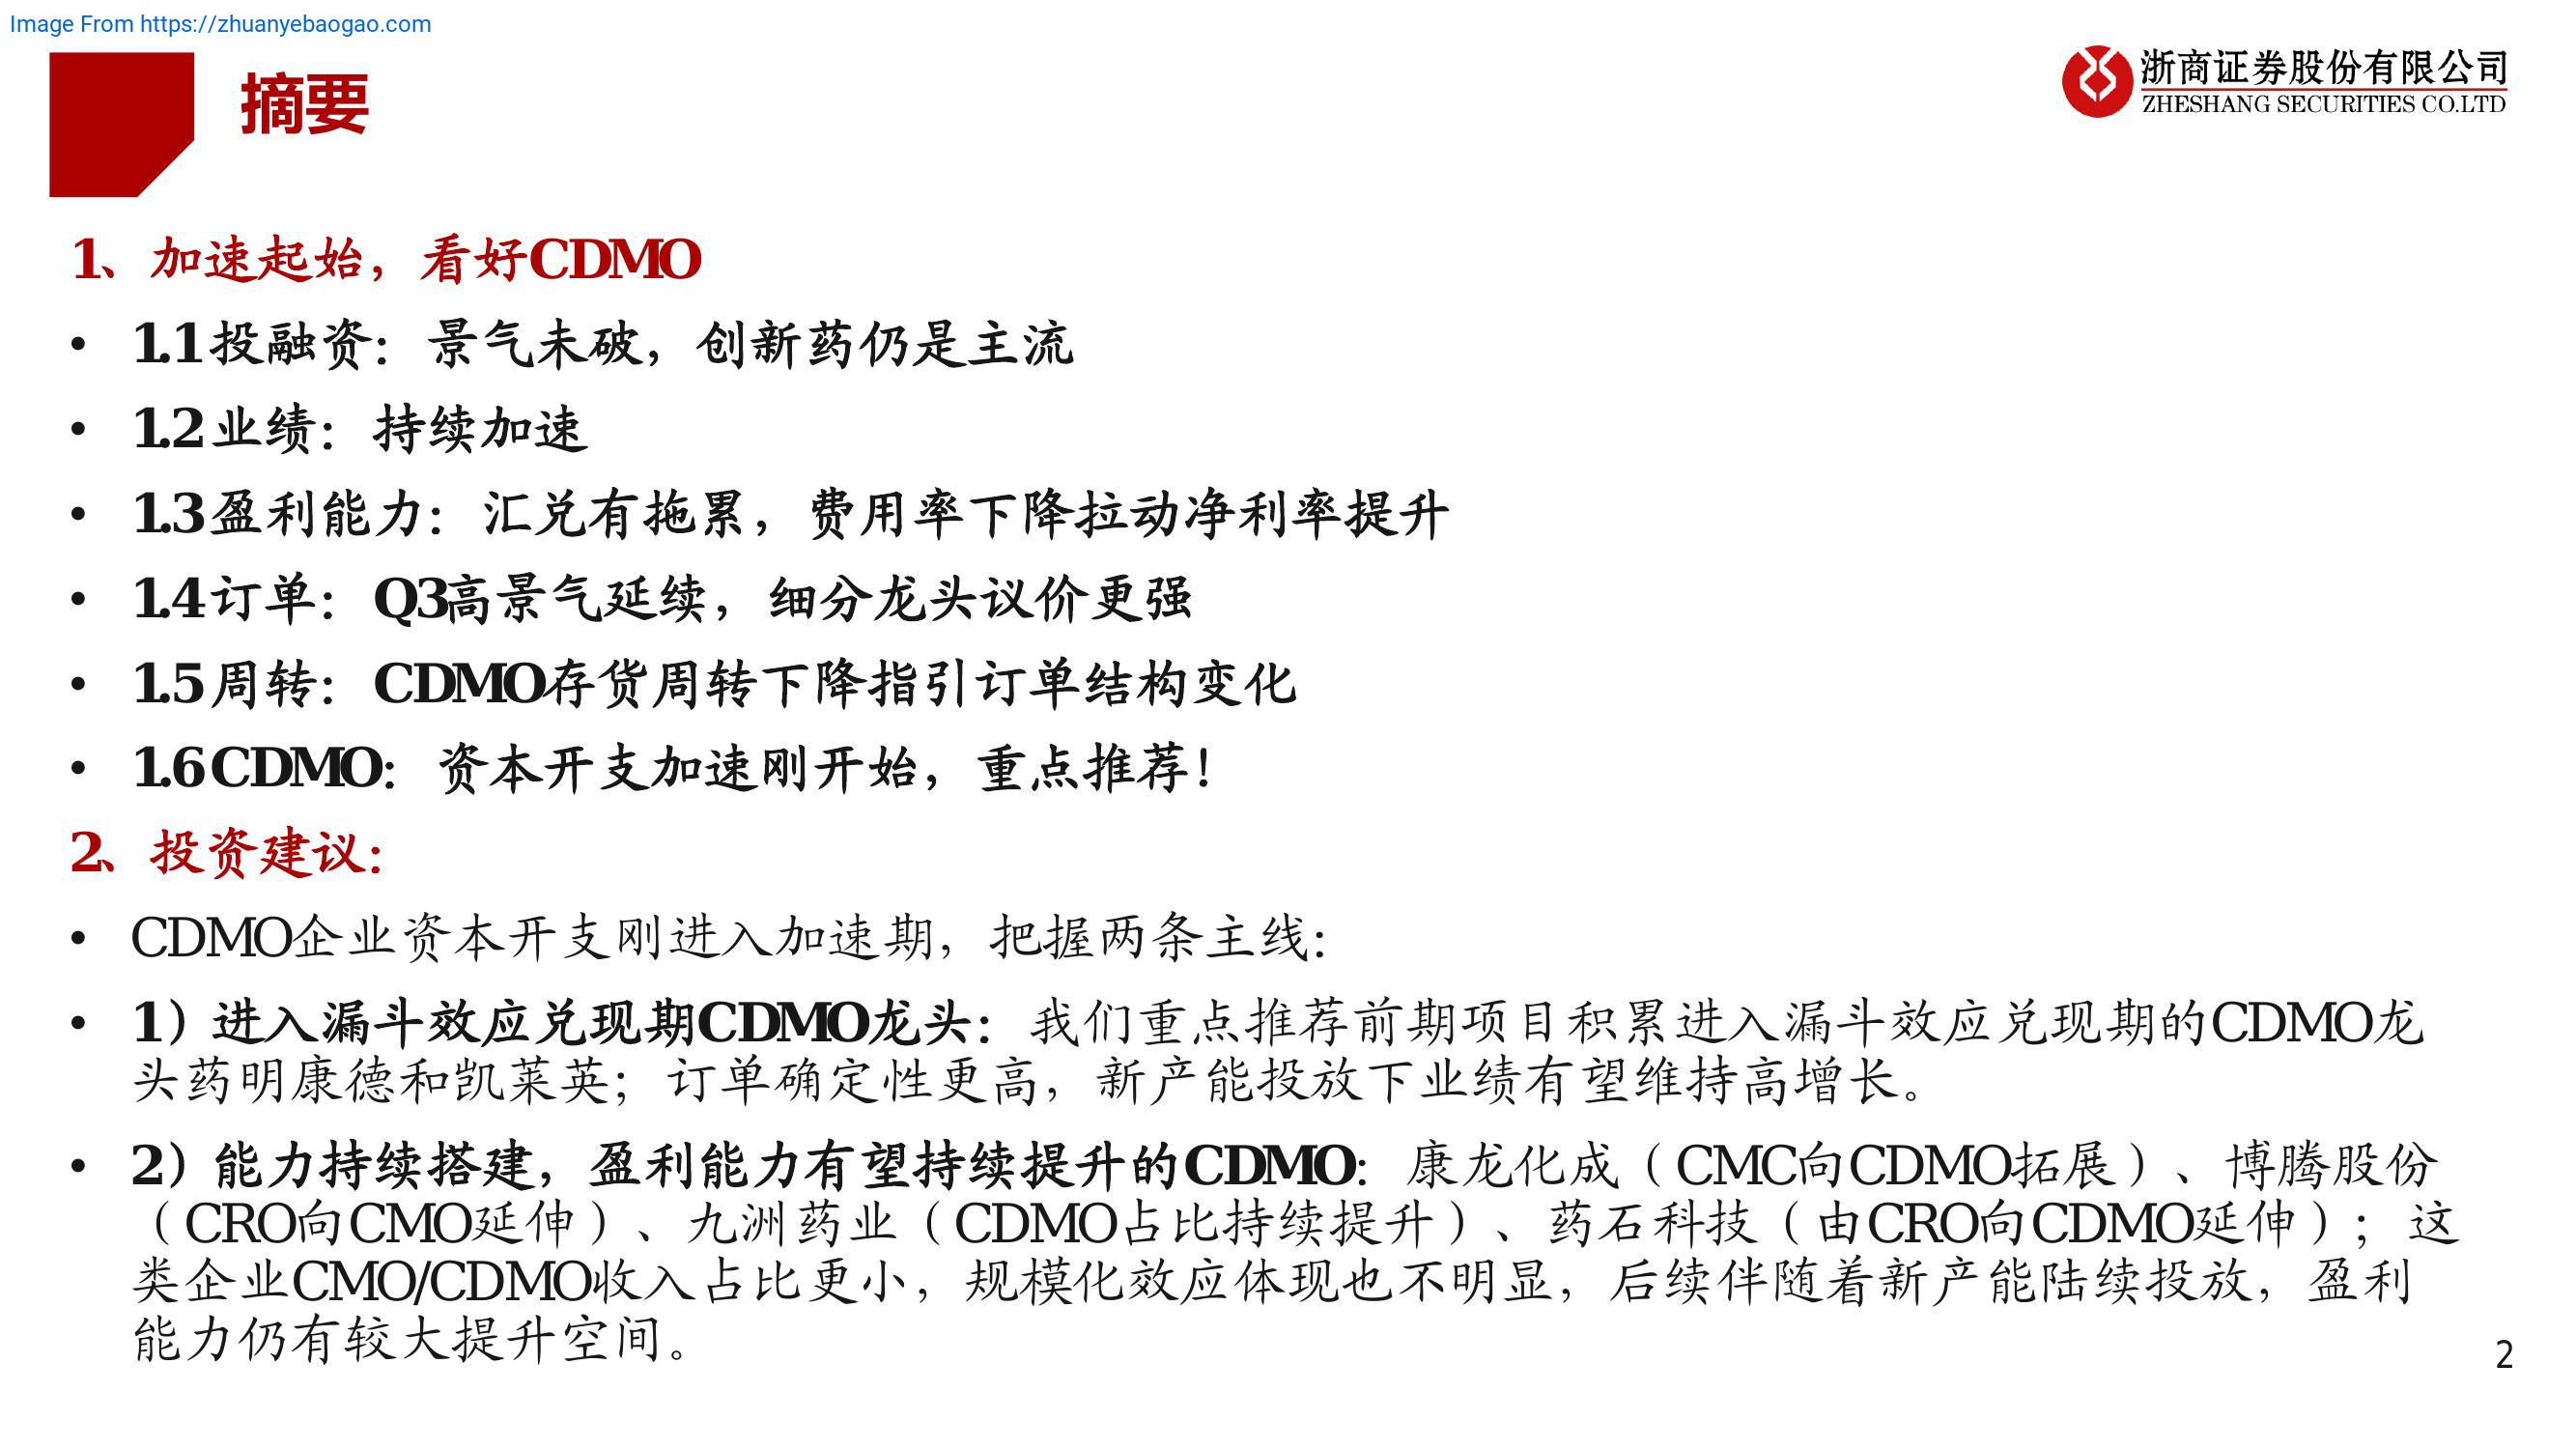 Image From https://zhuanyebaogao.com
摘要
浙商证券股份有限公司
ZHESHANG SECURITIES CO.LTD
1、加速起始，看好CDMO
• 1.1投融资：景气未破，创新药仍是主流
• 1.2业绩：持续加速
• 1.3盈利能力：汇兑有拖累，费用率下降拉动净利率提升
• 1.4订单：Q3高景气延续，细分龙头议价更强
• 1.5周转：CDMO存货周转下降指引订单结构变化
• 1.6 CDMO：资本开支加速刚开始，重点推荐！
2、投资建议：
• CDMO企业资本开支刚进入加速期，把握两条主线：
• 1）进入漏斗效应兑现期CDMO龙头：我们重点推荐前期项目积累进入漏斗效应兑现期的CDMO龙
头药明康德和凯莱英；订单确定性更高，新产能投放下业绩有望维持高增长。
• 2）能力持续搭建，盈利能力有望持续提升的CDMO：康龙化成（CMC向CDMO拓展）、博腾股份
（CRO向CMO延伸）、九洲药业（CDMO占比持续提升）、药石科技（由CRO向CDMO延伸）；这
类企业CMO/CDMO收入占比更小，规模化效应体现也不明显，后续伴随着新产能陆续投放，盈利
能力仍有较大提升空间。
2